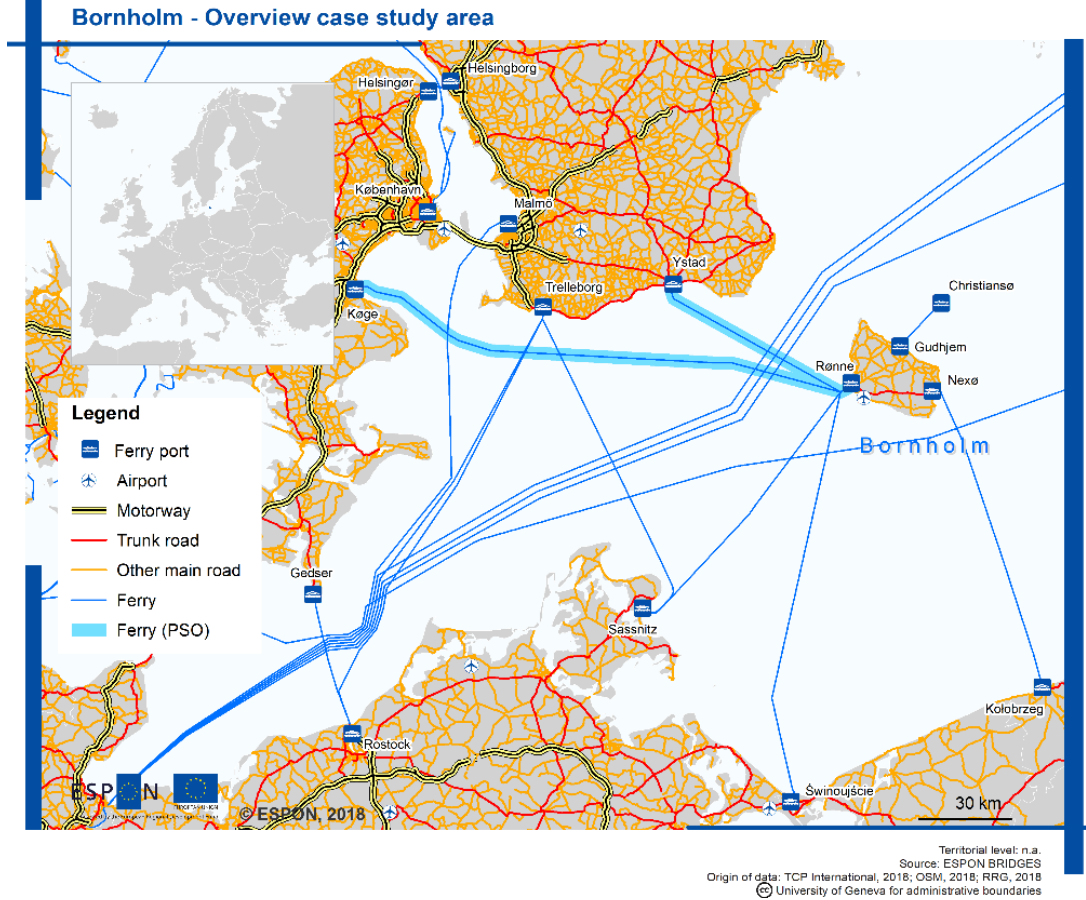 Bornholm - Overview case study area
Helsingborg
Helsingør
København
Malmö
Ystad
Christiansø
Trelleborg
Køge
Gudhjem
Rønne
Nexø
Legend
Bornholm
Ferry port
Airport
Motorway
Trunk road
Other main road
Gedser
Ferry
Ferry (PSO)
Sassnitz
Kołobrzeg
Rostock
Świnoujście
ESPON
EUROPEAN UNION
30 km
© ESPON, 2018
Territorial level: n.a.
Source: ESPON BRIDGES
Origin of data: TCP International, 2018; OSM, 2018; RRG, 2018
cc University of Geneva for administrative boundaries